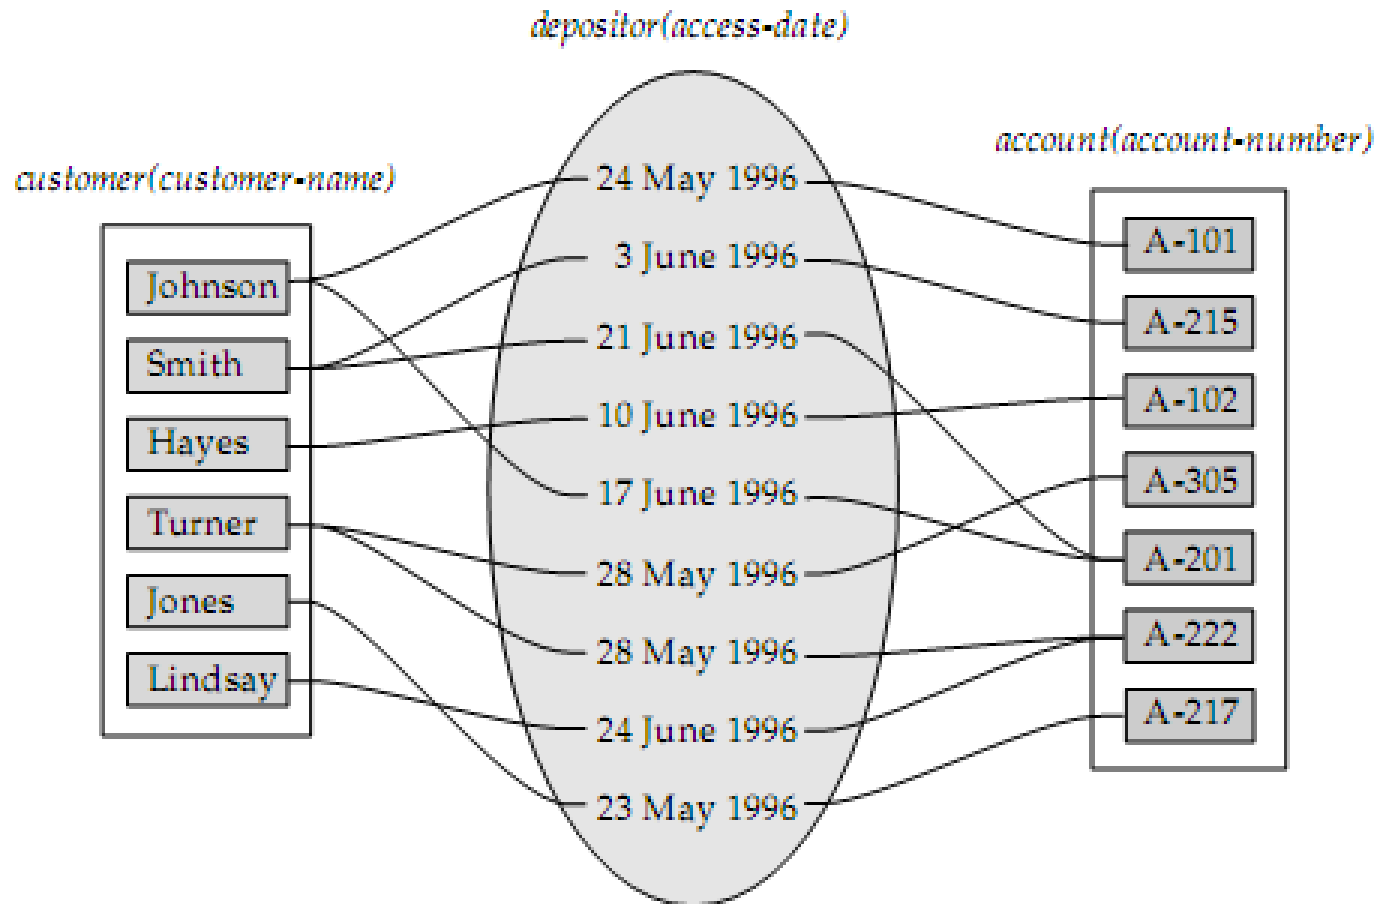 depositor(access-date)
customer(customer-name)
Johnson
Smith
Hayes
Turner
Jones
Lindsay
24 May 1996
3 June 1996
21 June 1996
10 June 1996
17 June 1996
28 May 1996
28 May 1996
24 June 1996
23 May 1996
account(account-number)
A-101
A-215
A-102
A-305
A-201
A-222
A-217